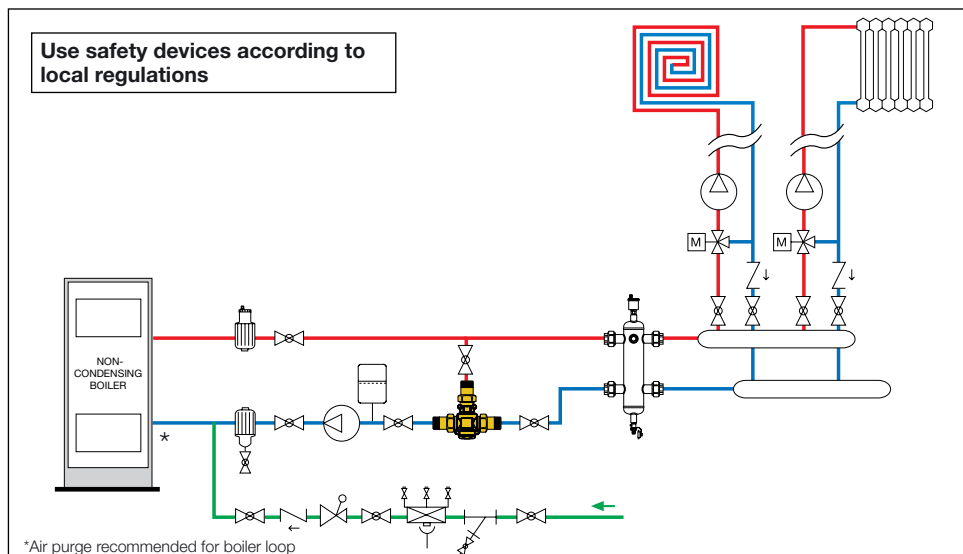 Use safety devices according to
local regulations
M
M
NON-
CONDENSING
BOILER
*
*Air purge recommended for boiler loop